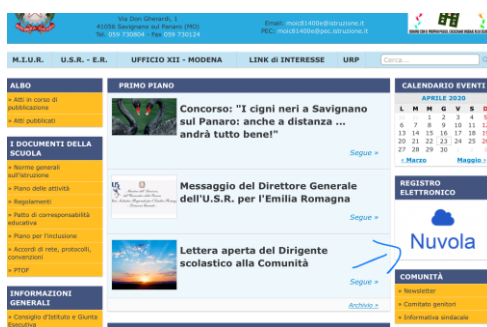 Via Don Gherardi, 1
41056 Savignano sul Panaro (MO)
Tel. 059 730804 - Fax 059 730124
Email: moic81400e@istruzione.it
PEC: moic81400e@pec.istruzione.it
M.I.U.R.
U.S.R. - E.R.
UFFICIO XII - MODENA
LINK di INTERESSE
URP
Cerca...
ALBO
» Atti in corso di
pubblicazione
» Atti pubblicati
I DOCUMENTI DELLA
SCUOLA
» Norme generali
sull'istruzione
» Piano delle attività
» Regolamenti
» Patto di corresponsabilità
educativa
» Piano per l'inclusione
» Accordi di rete, protocolli,
convenzioni
» PTOF
INFORMAZIONI
GENERALI
» Consiglio d'Istituto e Giunta
Esecutiva
PRIMO PIANO
Concorso: "I cigni neri a Savignano
sul Panaro: anche a distanza ...
andrà tutto bene!"
Segue »
Messaggio del Direttore Generale
dell'U.S.R. per l'Emilia Romagna
Segue »
Lettera aperta del Dirigente
scolastico alla Comunità
Segue »
Archivio »
CALENDARIO EVENTI
APRILE 2020
L M M G V S D
1 2 3 4 5
6 7 8 9 10 11 12
13 14 15 16 17 18 19
20 21 22 23 24 25 26
27 28 29 30
« Marzo
Maggio »
REGISTRO
ELETTRONICO
Nuvola
COMUNITÀ
» Newsletter
» Comitato genitori
» Informativa sindacale